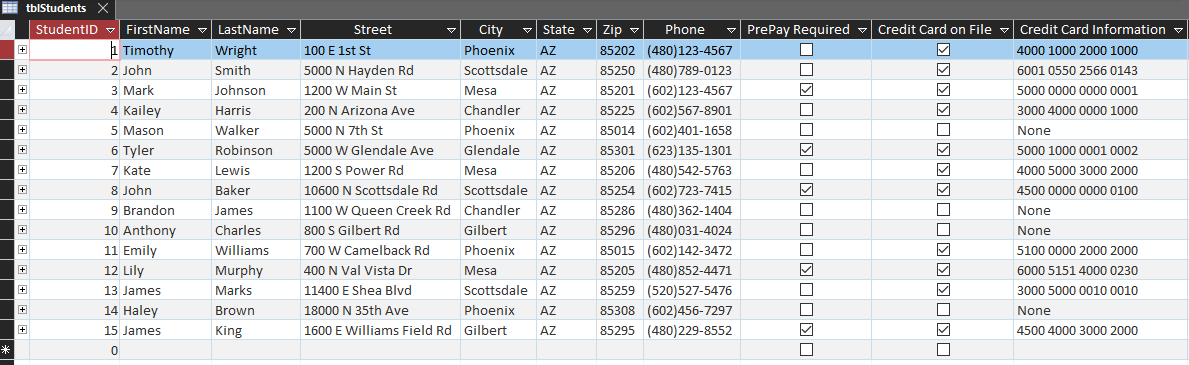 tblStudents
StudentID FirstName LastName Street City State Zip Phone PrePay Required Credit Card on File Credit Card Information
1 Timothy Wright 100 E 1st St Phoenix AZ 85202 (480)123-4567 4000 1000 2000 1000
2 John Smith 5000 N Hayden Rd Scottsdale AZ 85250 (480)789-0123 6001 0550 2566 0143
3 Mark Johnson 1200 W Main St Mesa AZ 85201 (602)123-4567 5000 0000 0000 0001
4 Kailey Harris 200 N Arizona Ave Chandler AZ 85225 (602)567-8901 3000 4000 0000 1000
5 Mason Walker 5000 N 7th St Phoenix AZ 85014 (602)401-1658 None
6 Tyler Robinson 5000 W Glendale Ave Glendale AZ 85301 (623)135-1301 5000 1000 0001 0002
7 Kate Lewis 1200 S Power Rd Mesa AZ 85206 (480)542-5763 4000 5000 3000 2000
8 John Baker 10600 N Scottsdale Rd Scottsdale AZ 85254 (602)723-7415 4500 0000 0000 0100
9 Brandon James 1100 W Queen Creek Rd Chandler AZ 85286 (480)362-1404 None
10 Anthony Charles 800 S Gilbert Rd Gilbert AZ 85296 (480)031-4024 None
11 Emily Williams 700 W Camelback Rd Phoenix AZ 85015 (602)142-3472 5100 0000 2000 2000
12 Lily Murphy 400 N Val Vista Dr Mesa AZ 85205 (480)852-4471 6000 5151 4000 0230
13 James Marks 11400 E Shea Blvd Scottsdale AZ 85259 (520)527-5476 3000 5000 0010 0010
14 Haley Brown 18000 N 35th Ave Phoenix AZ 85308 (602)456-7297 None
15 James King 1600 E Williams Field Rd Gilbert AZ 85295 (480)229-8552 4500 4000 3000 2000
0